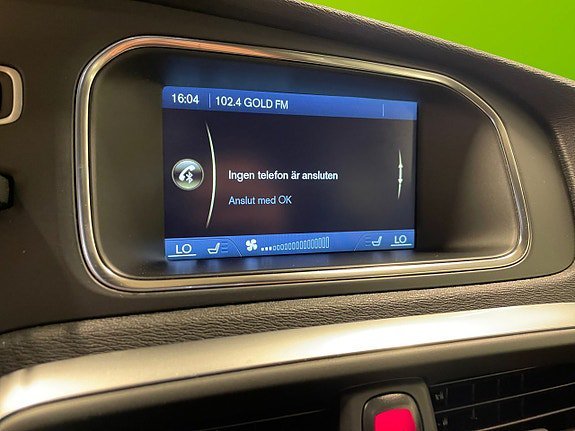 16:04 102.4 GOLD FM
Ingen telefon är ansluten
Anslut med OK
LO LO